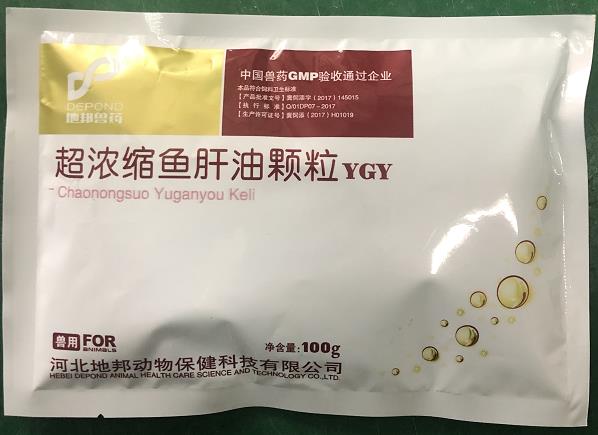 DEPOND
地邦兽药
中国兽药GMP验收通过企业
本品符合饲料卫生标准
【产品批准文号】冀饲添字（2017）145015
【执 行 标 准】Q/01DP07－2017
【生产许可证号】冀饲添（2017）H01019
超浓缩鱼肝油颗粒YGY
Chaonongsuo Yuganyou Keli
兽用 FOR ANIMALS
净含量: 100g
河北地邦动物保健科技有限公司
HEBEI DEPOND ANIMAL HEALTH CARE SCIENCE AND TECHNOLOGY CO.,LTD.